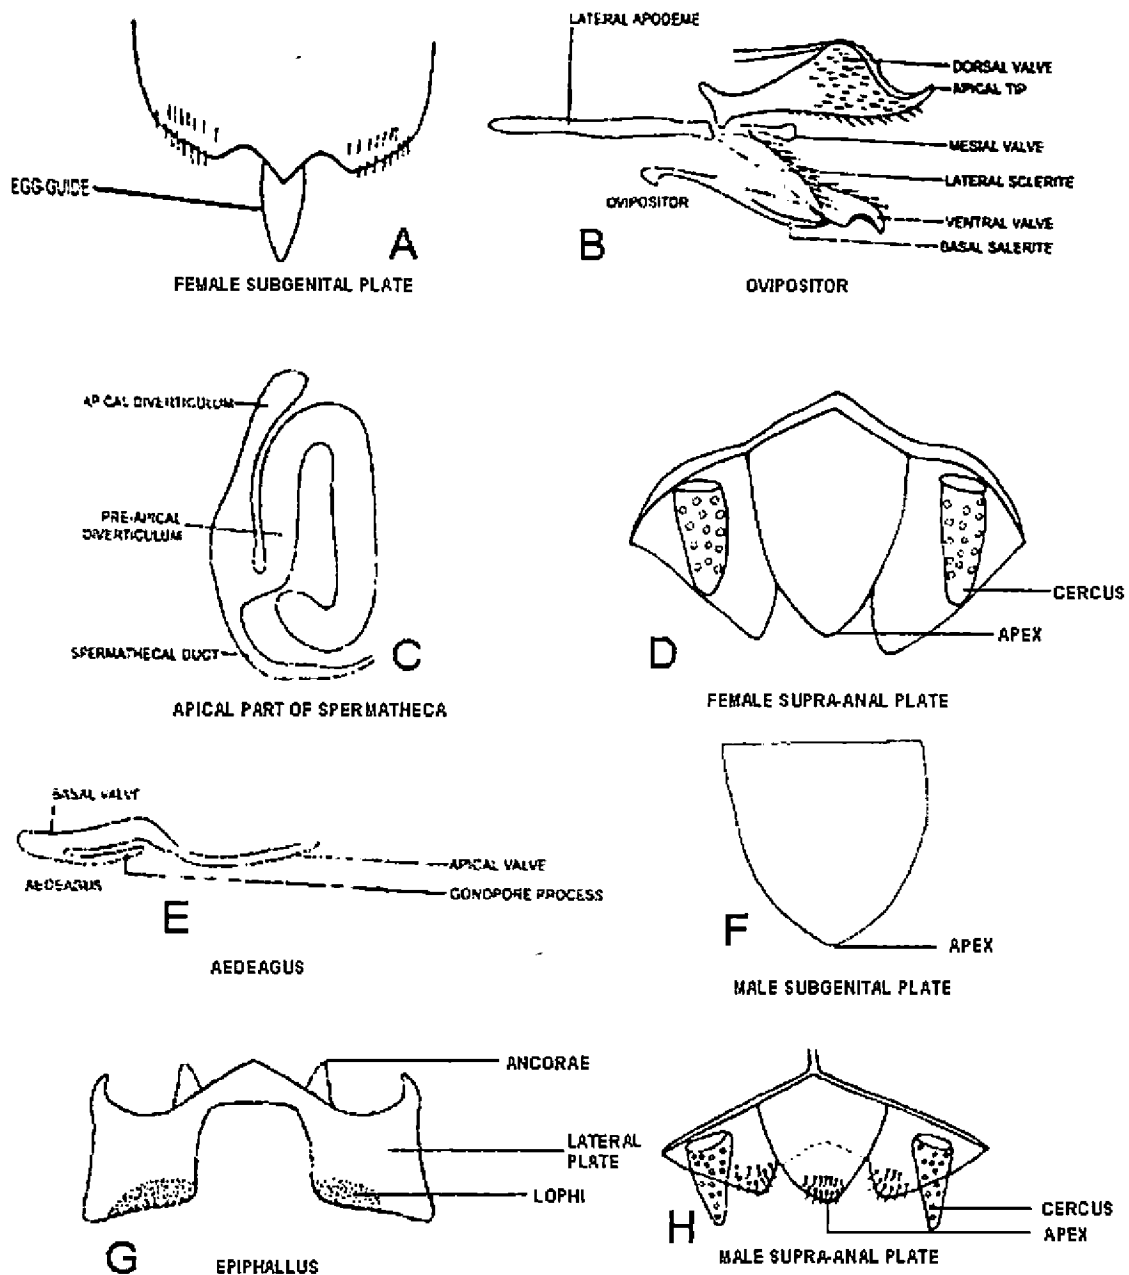 LATERAL APODEME
DORSAL VALVE
APICAL TIP
MESIAL VALVE
LATERAL SCLERITE
EGG-GUIDE
OVIPOSITOR
VENTRAL VALVE
BASAL SALERITE
A
B
FEMALE SUBGENITAL PLATE
OVIPOSITOR
APICAL DIVERTICULUM
PRE-APICAL
DIVERTICULUM
CERCUS
APEX
SPERMATHECAL DUCT
C
D
APICAL PART OF SPERMATHECA
FEMALE SUPRA-ANAL PLATE
BASAL VALVE
APICAL VALVE
AEDEAGUS
GONOPORE PROCESS
E
F
APEX
AEDEAGUS
MALE SUBGENITAL PLATE
ANCORAE
LATERAL
PLATE
LOPHI
CERCUS
APEX
G
H
EPIPHALLUS
MALE SUPRA-ANAL PLATE